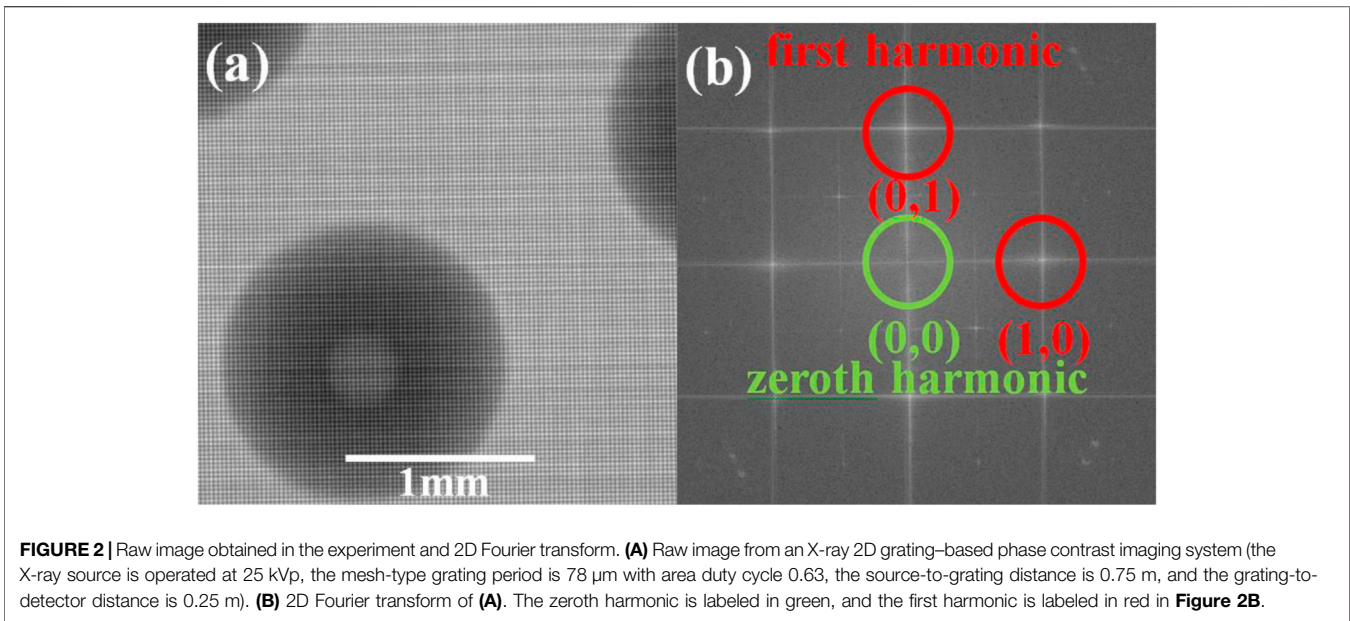 (a)
1mm
(b)
first harmonic
(0,1)
(0,0)
(1,0)
zeroth harmonic
FIGURE 2 | Raw image obtained in the experiment and 2D Fourier transform. (A) Raw image from an X-ray 2D grating–based phase contrast imaging system (the
X-ray source is operated at 25 kVp, the mesh-type grating period is 78 µm with area duty cycle 0.63, the source-to-grating distance is 0.75 m, and the grating-to-
detector distance is 0.25 m). (B) 2D Fourier transform of (A). The zeroth harmonic is labeled in green, and the first harmonic is labeled in red in Figure 2B.